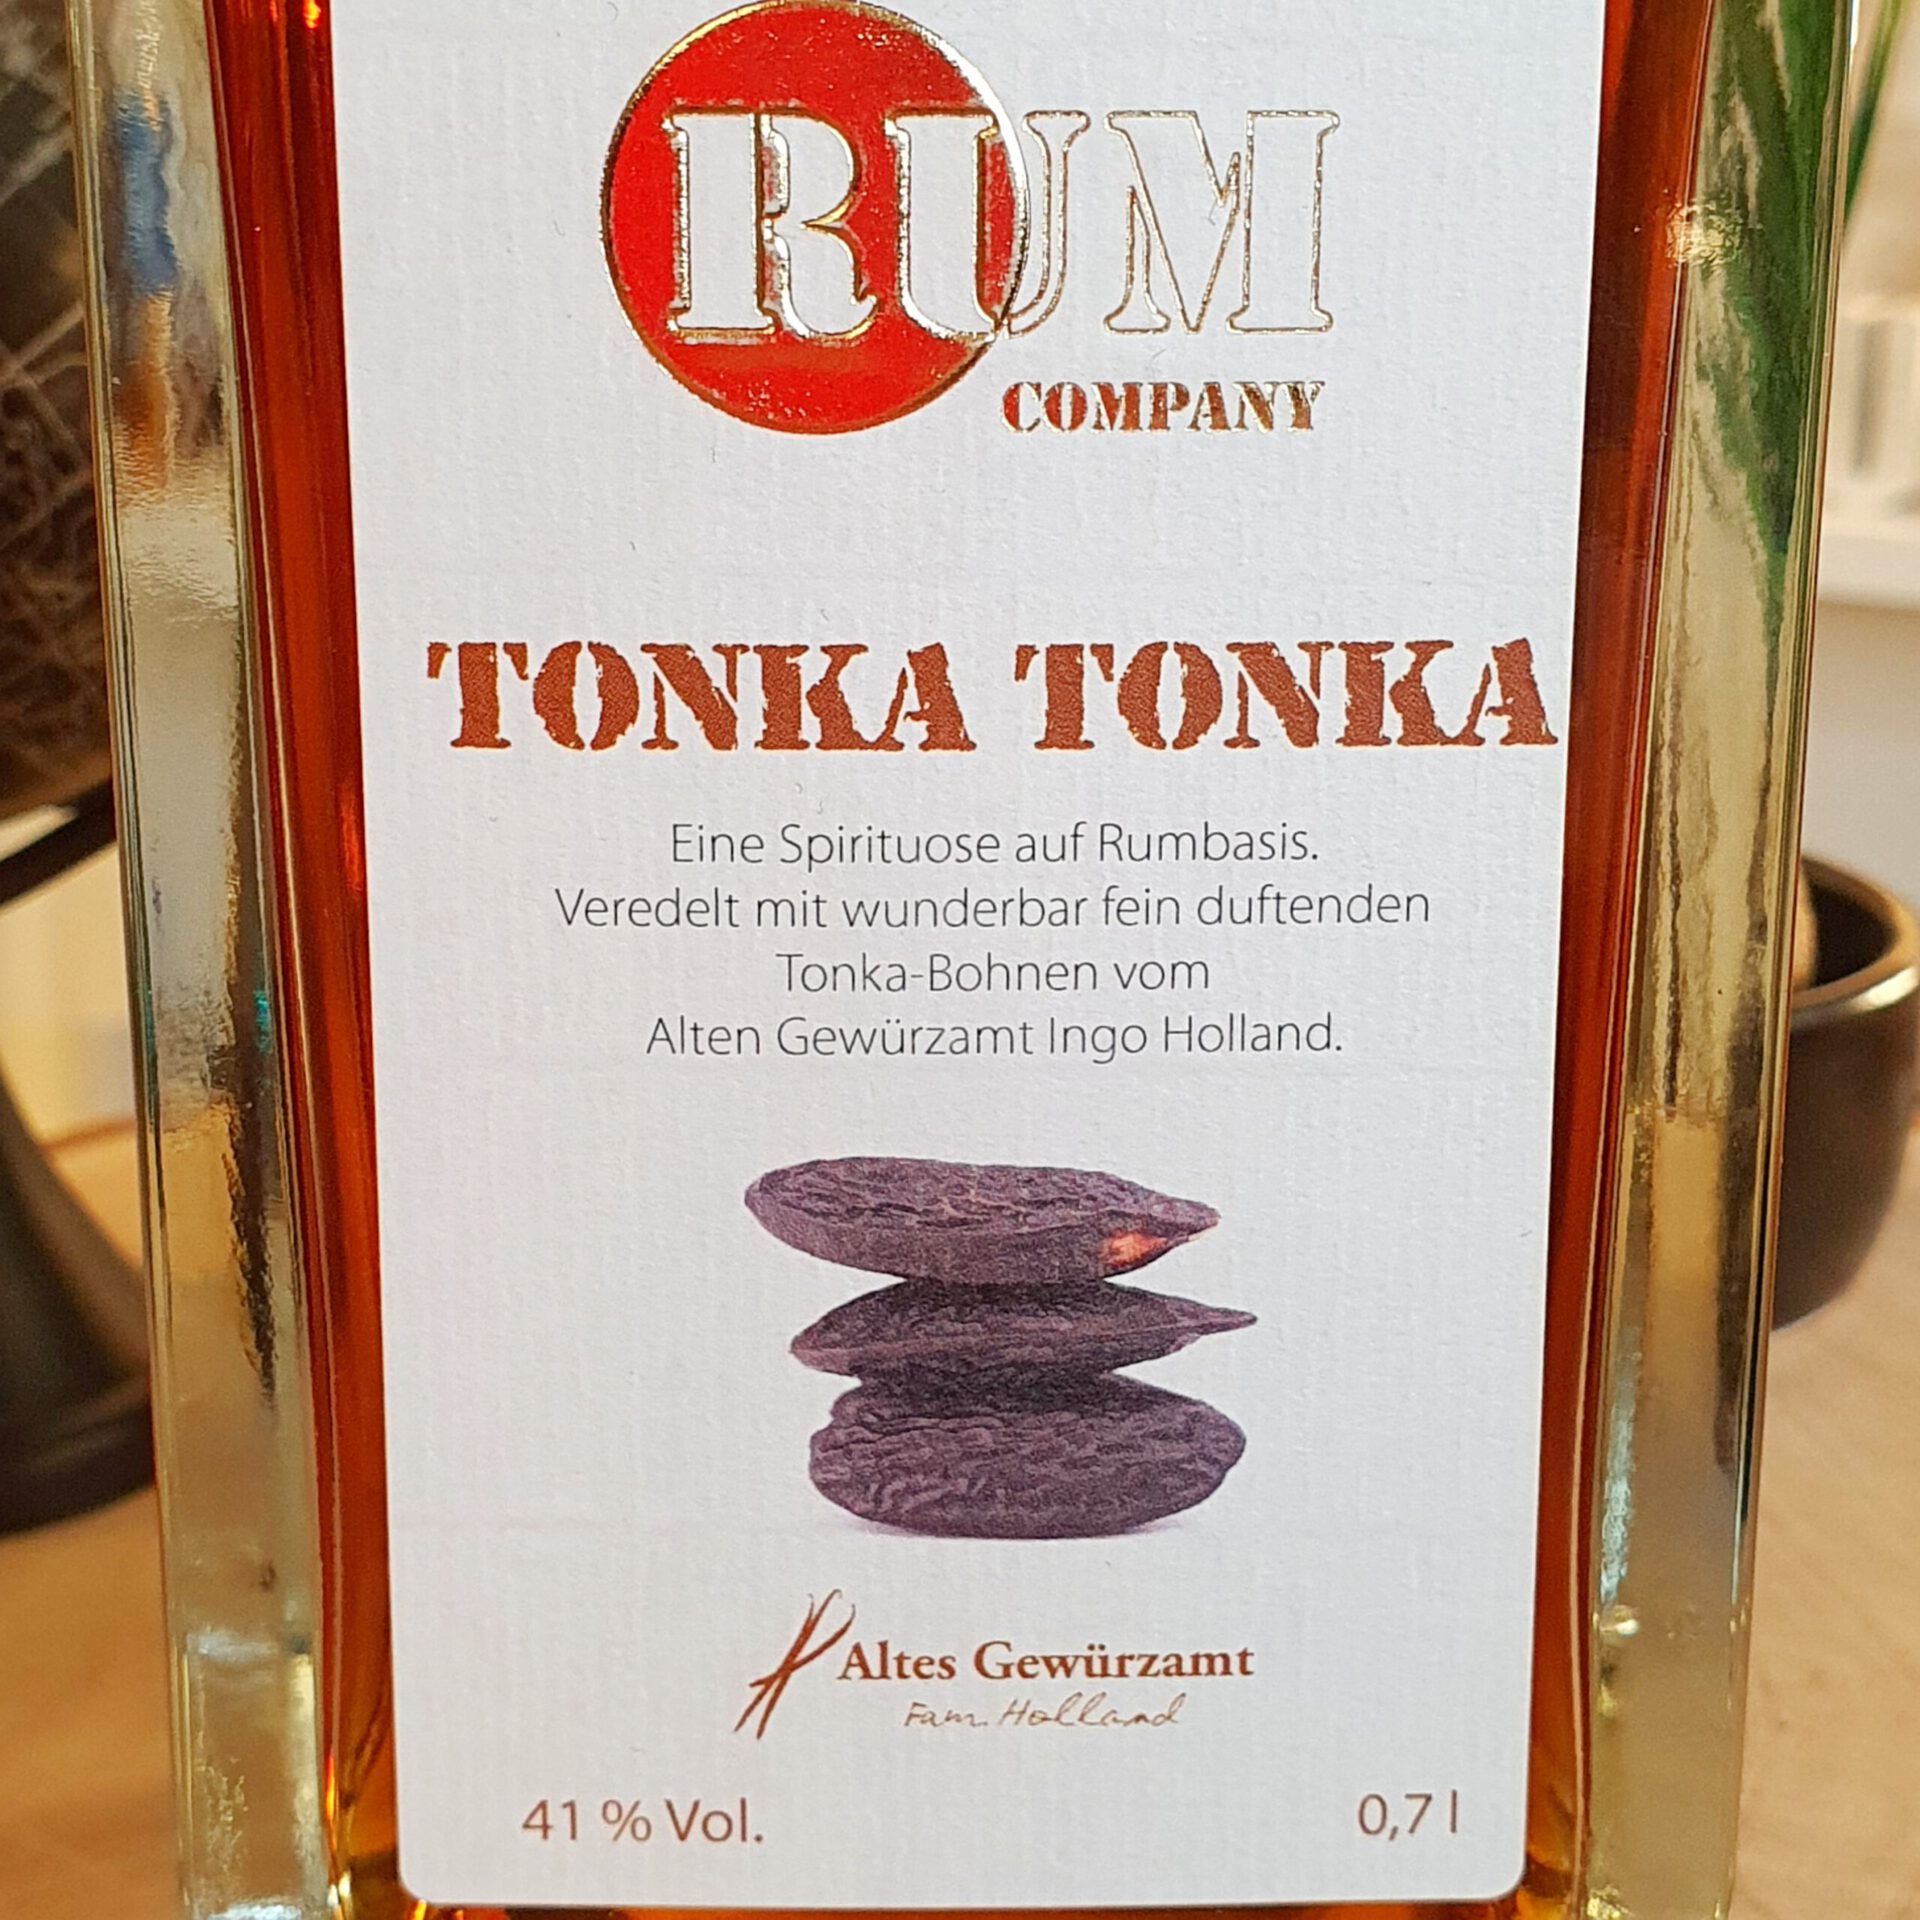 RUM
COMPANY
TONKA TONKA
Eine Spirituose auf Rumbasis.
Veredelt mit wunderbar fein duftenden
Tonka-Bohnen vom
Alten Gewürzamt Ingo Holland.
Altes Gewürzamt
Fam. Holland
41 % Vol.
0,7 l